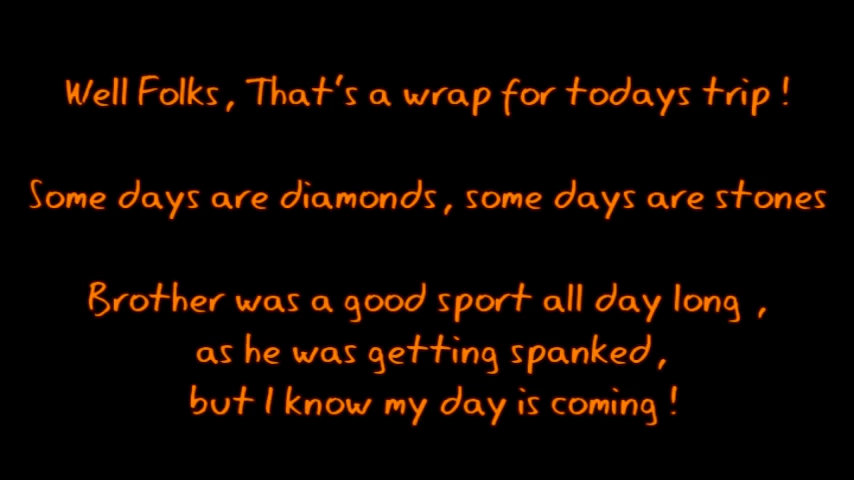 Well Folks, That's a wrap for todays trip !
Some days are diamonds, some days are stones
Brother was a good sport all day long ,
as he was getting spanked,
but I know my day is coming !